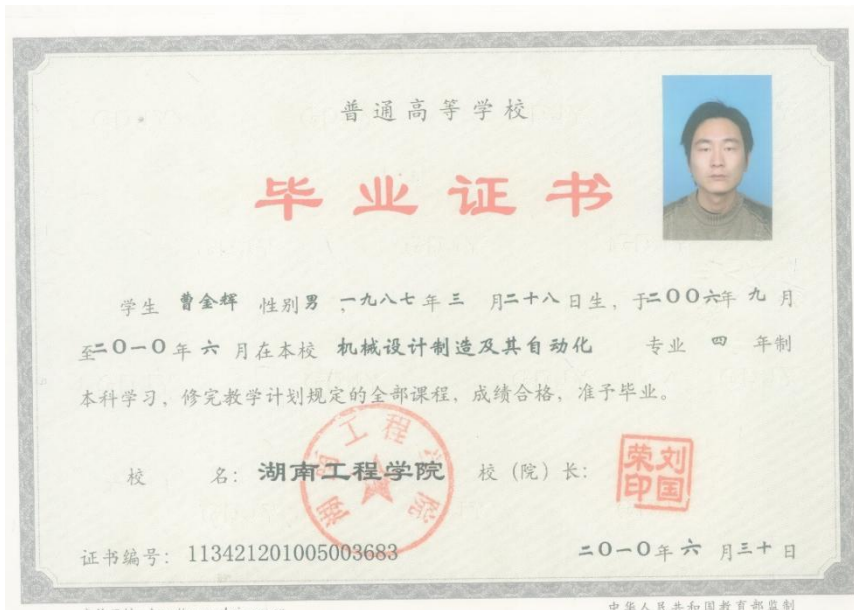 普通高等学校
毕业证书
学生 曹金辉 性别 男 ,一九八七年 三 月二十八日生，于二〇〇六年 九 月
至二〇一〇年 六 月在本校 机械设计制造及其自动化 专业 四 年制
本科学习，修完教学计划规定的全部课程，成绩合格，准予毕业。
校 名：湖南工程学院 校（院）长：
刘国荣印
湖南工程学院
证书编号：113421201005003683 二〇一〇年 六 月三十日
中华人民共和国教育部监制